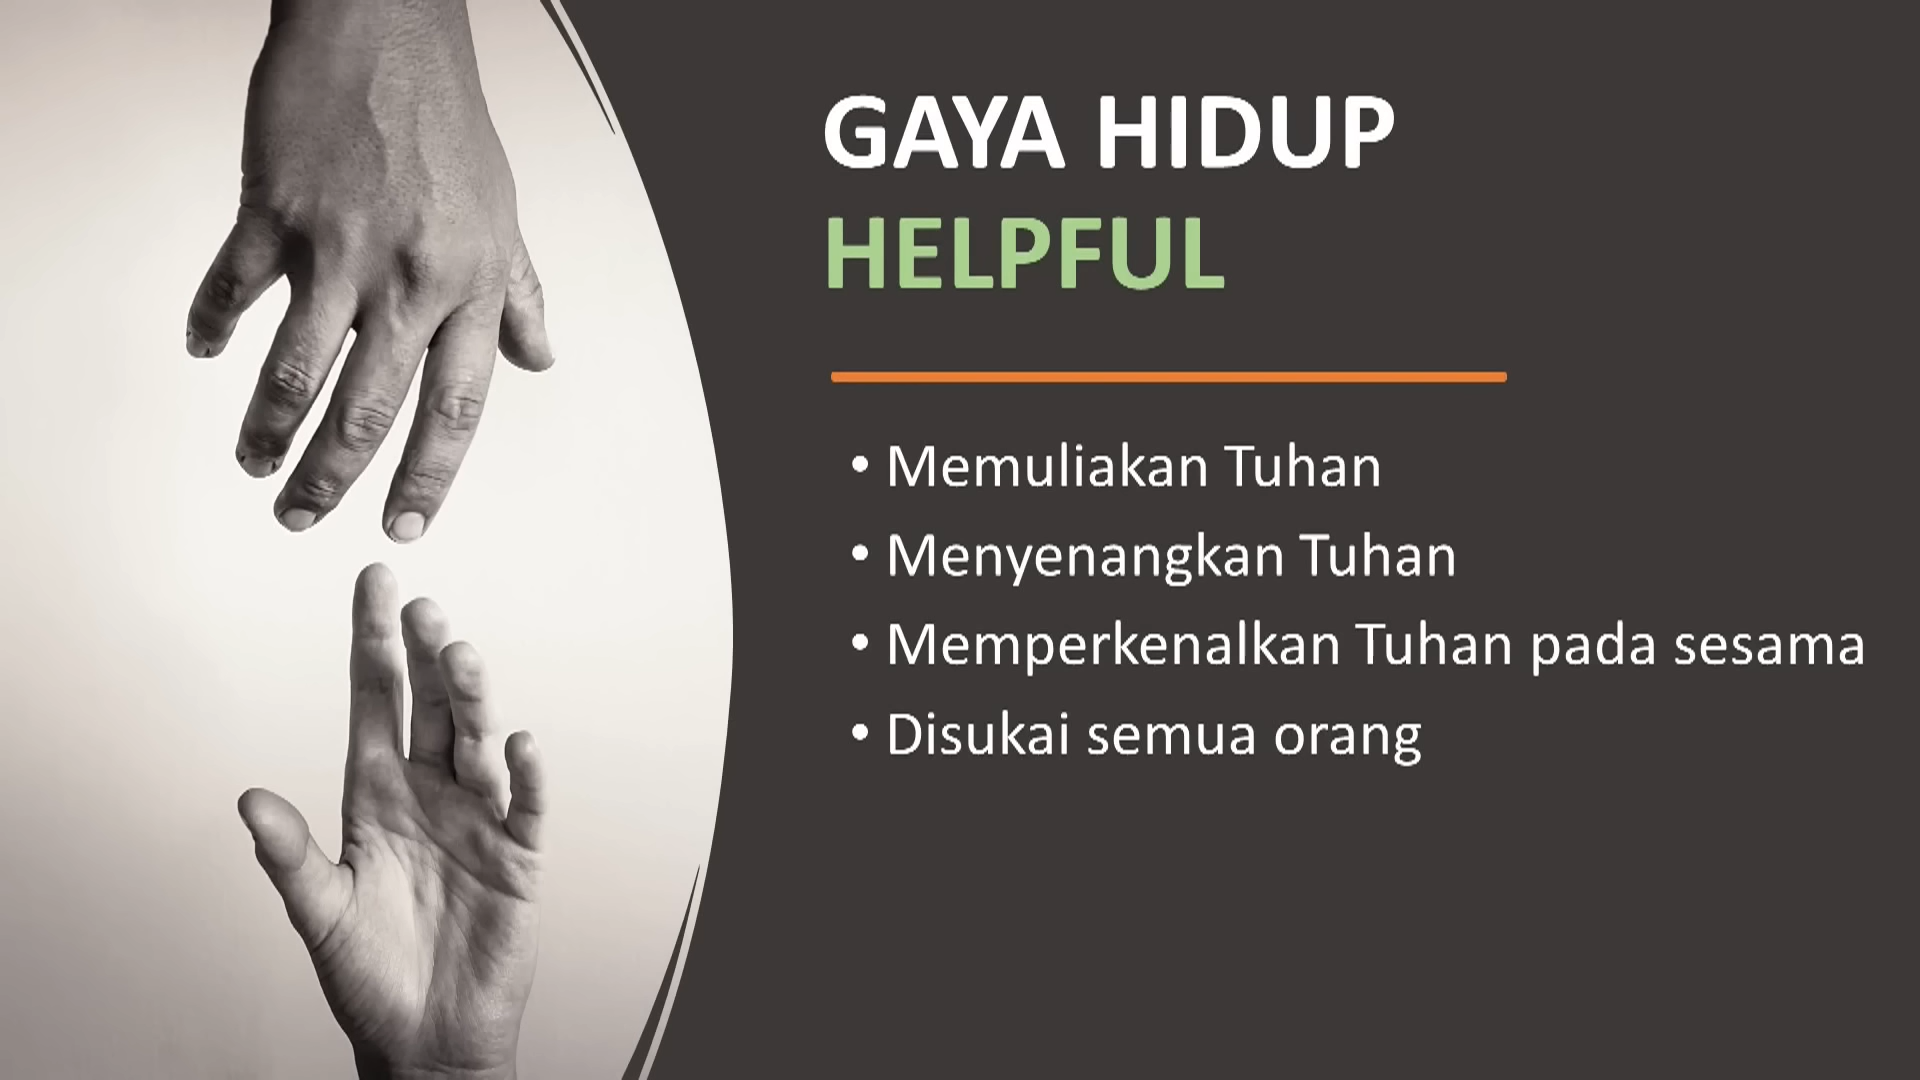 GAYA HIDUP
HELPFUL
• Memuliakan Tuhan
• Menyenangkan Tuhan
• Memperkenalkan Tuhan pada sesama
• Disukai semua orang